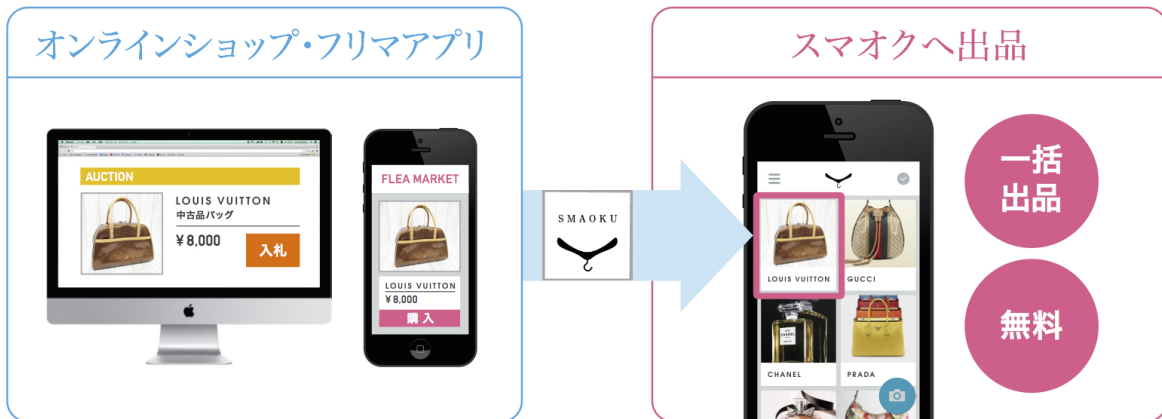 オンラインショップ・フリマアプリ
AUCTION
LOUIS VUITTON
中古品バッグ
¥8,000
入札
FLEA MARKET
LOUIS VUITTON
¥8,000
購入
SMAOKU
スマオクへ出品
LOUIS VUITTON
GUCCI
CHANEL
PRADA
一括
出品
無料